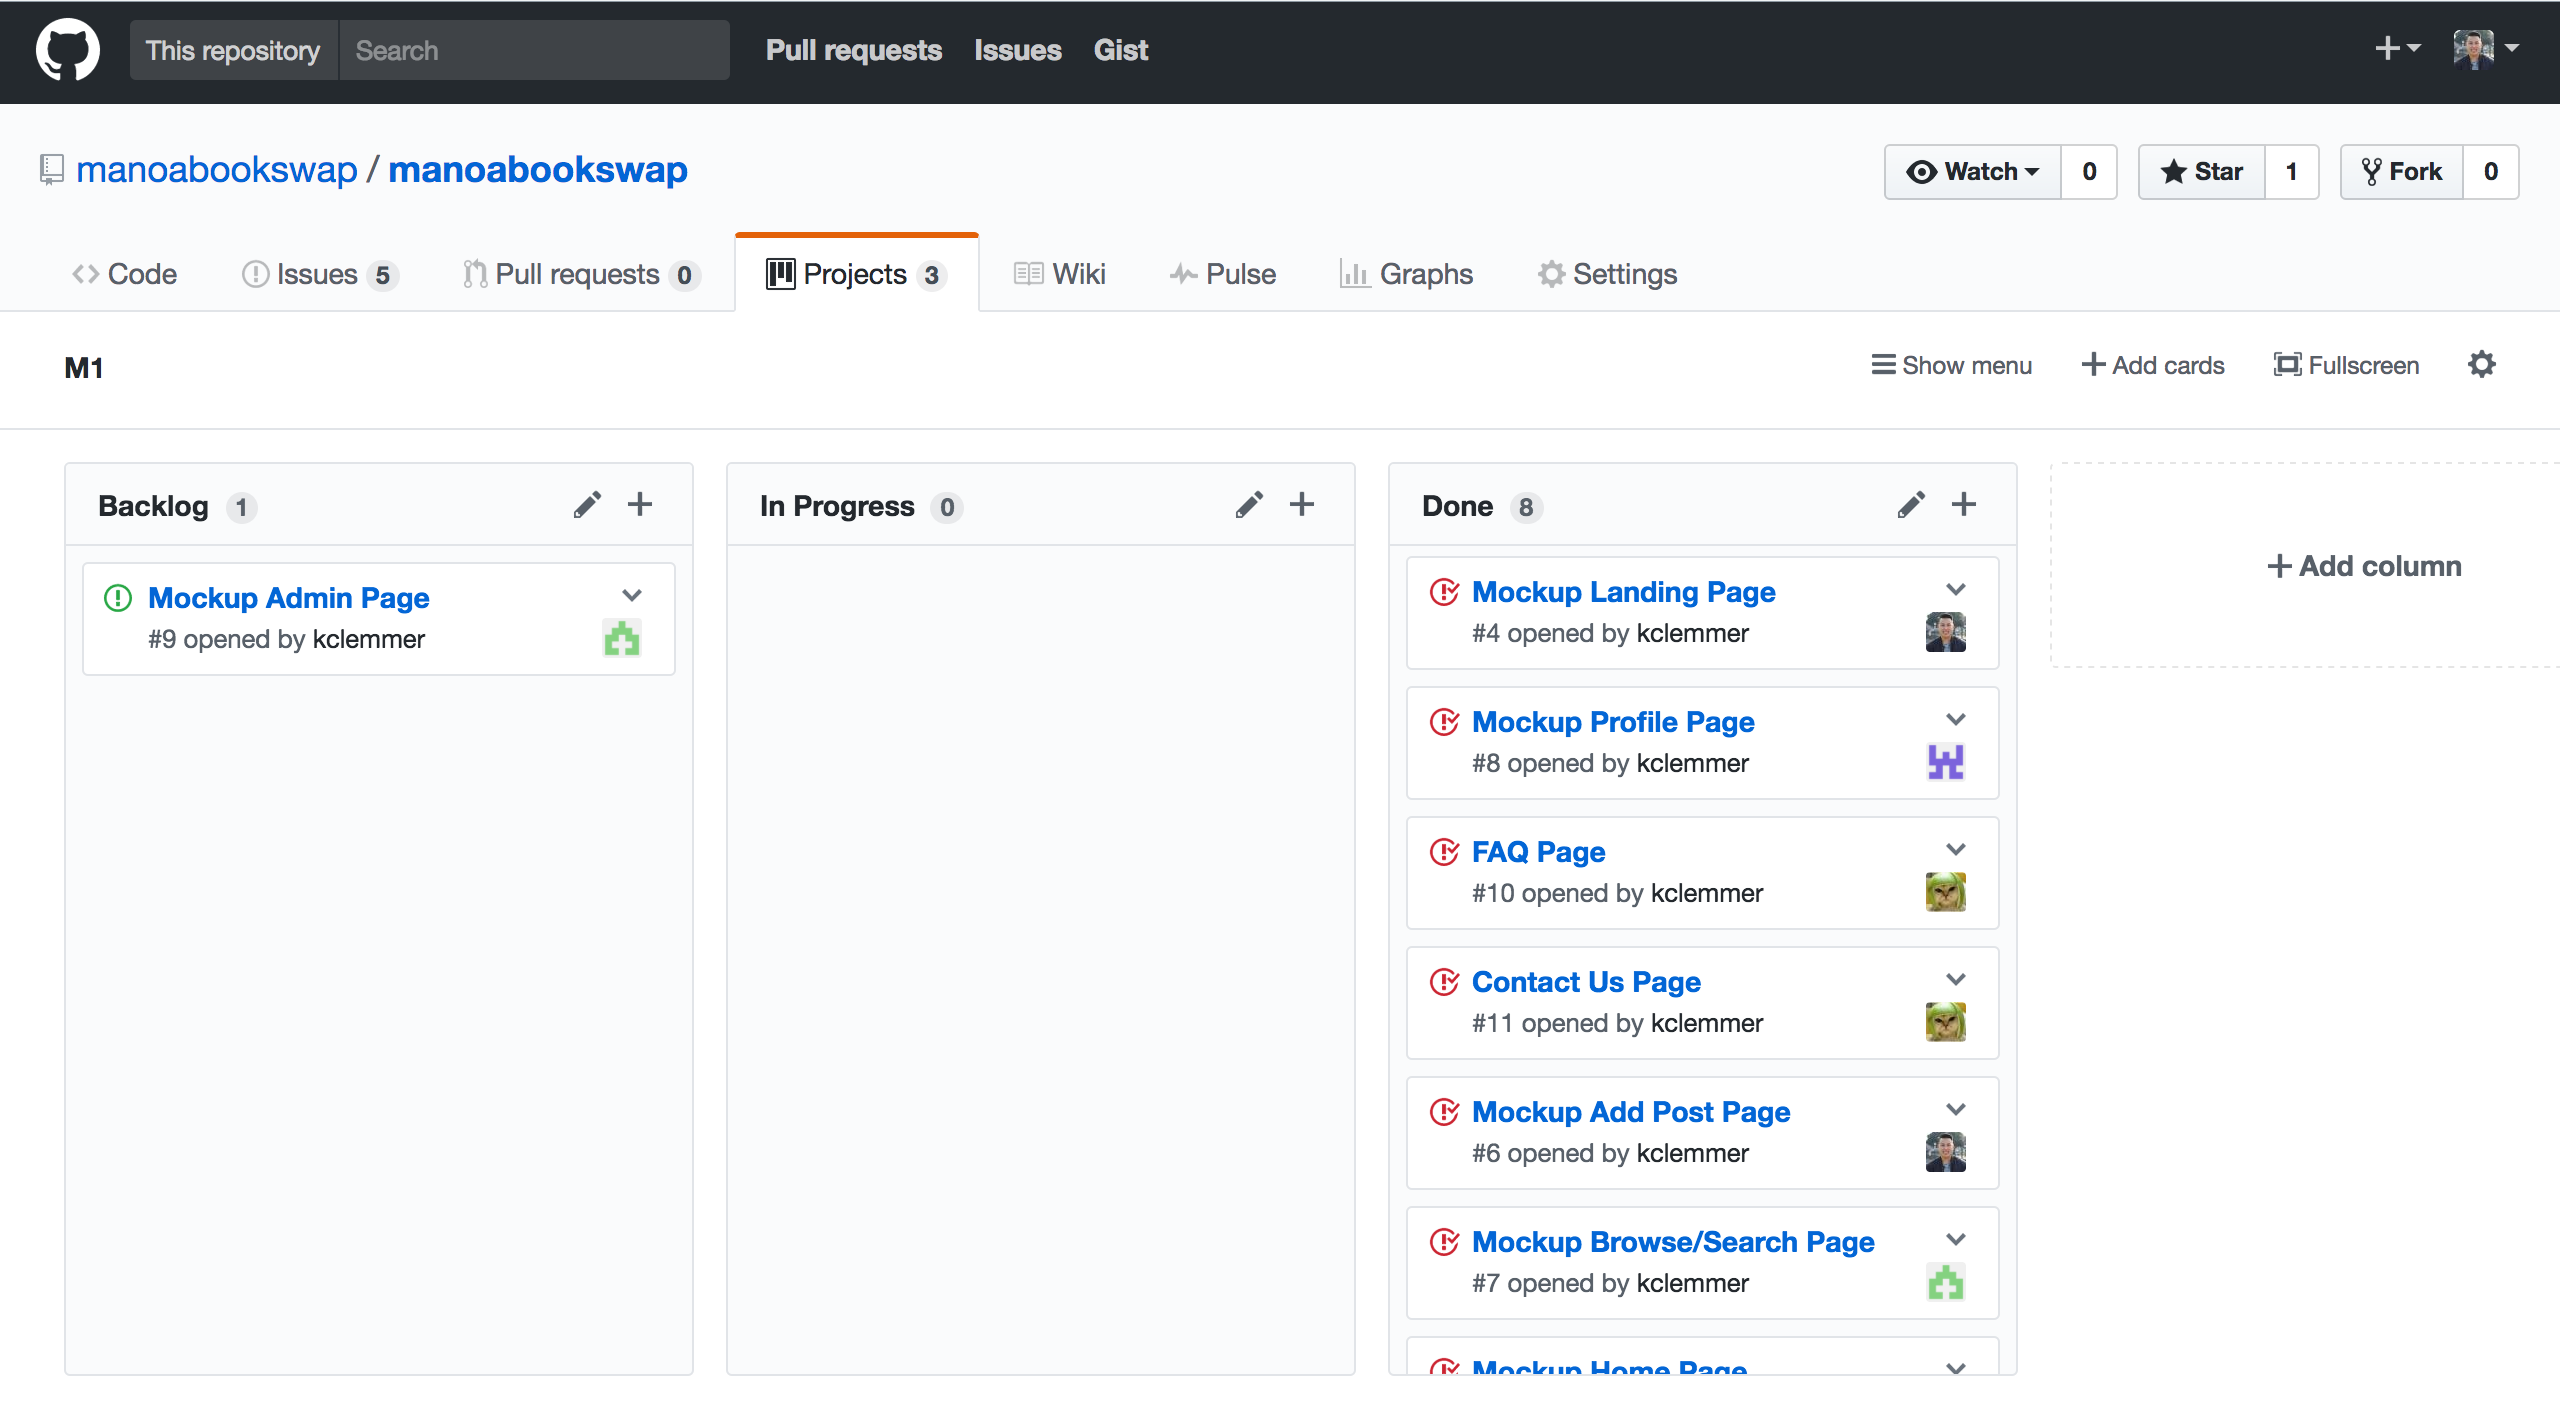 This repository Search Pull requests Issues Gist
manoabookswap / manoabookswap
Watch 0 Star 1 Fork 0
Code Issues 5 Pull requests 0 Projects 3 Wiki Pulse Graphs Settings
M1
Show menu Add cards Fullscreen
Backlog 1
Mockup Admin Page
#9 opened by kclemmer
In Progress 0
Done 8
Mockup Landing Page
#4 opened by kclemmer
Mockup Profile Page
#8 opened by kclemmer
FAQ Page
#10 opened by kclemmer
Contact Us Page
#11 opened by kclemmer
Mockup Add Post Page
#6 opened by kclemmer
Mockup Browse/Search Page
#7 opened by kclemmer
Mockup Home Page
Add column